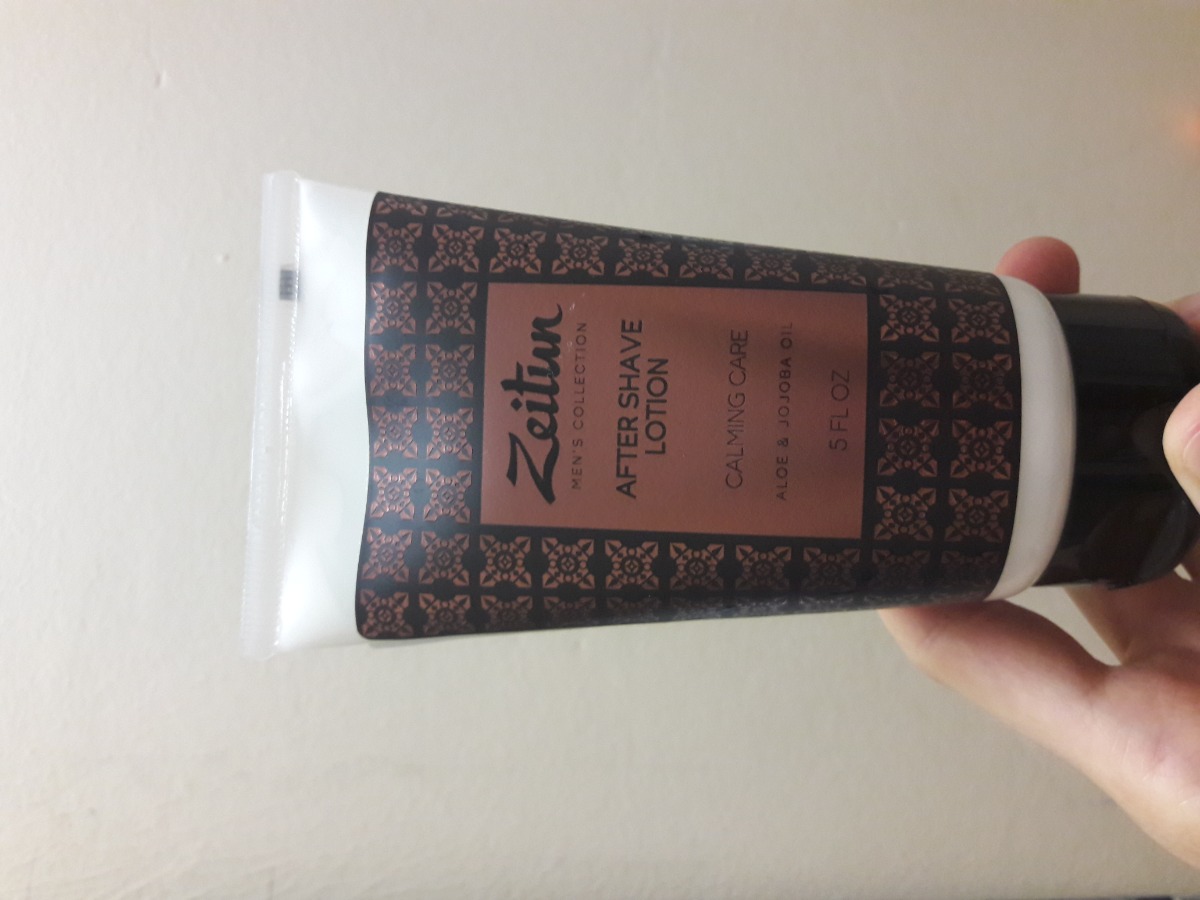 Zeitun
MEN'S COLLECTION
AFTER SHAVE
LOTION
CALMING CARE
ALOE & JOJOBA OIL
5 FL OZ